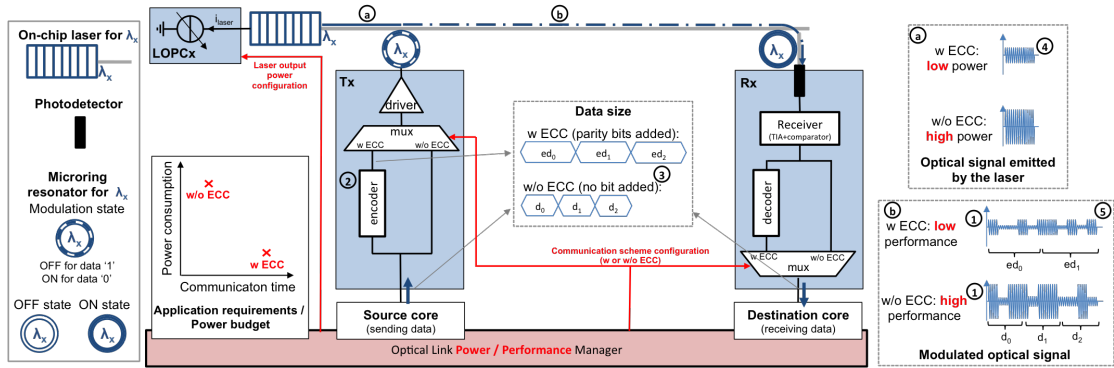 On-chip laser for λx
λx
Photodetector
Microring
resonator for λx
Modulation state
λx
OFF for data '1'
ON for data '0'
OFF state
ON state
λx
λx
ilaser
LOPCx
λx
Laser output
power
configuration
a
b
λx
λx
Tx
driver
mux
w ECC
w/o ECC
2
encoder
Source core
(sending data)
Power consumption
w/o ECC
w ECC
Communicaton time
Application requirements /
Power budget
Data size
w ECC (parity bits added):
ed0
ed1
ed2
3
w/o ECC (no bit added):
d0
d1
d2
Communication scheme configuration
(w or w/o ECC)
Rx
Receiver
(TIA+comparator)
decoder
w ECC
w/o ECC
mux
Destination core
(receiving data)
Optical Link Power / Performance Manager
a
w ECC:
low power
4
w/o ECC:
high power
Optical signal emitted
by the laser
b
w ECC: low
performance
1
5
ed0
ed1
w/o ECC: high
performance
1
d0
d1
d2
Modulated optical signal